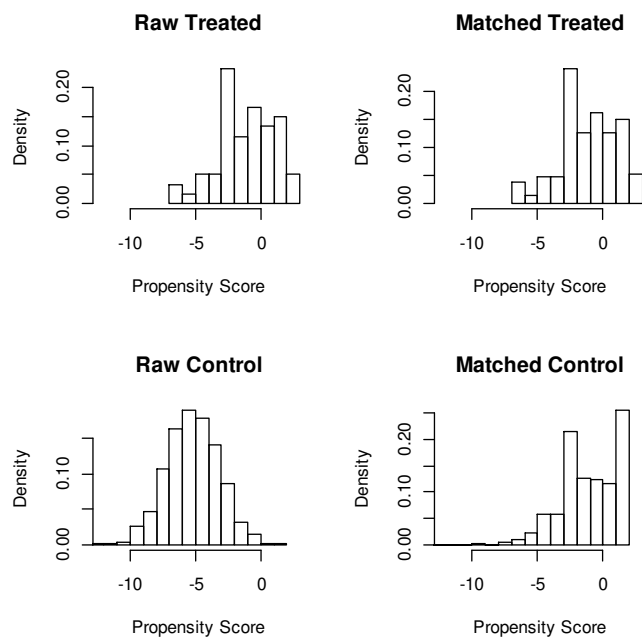 Raw Treated
Density
0.00 0.10 0.20
-10 -5 0
Propensity Score
Matched Treated
Density
0.00 0.10 0.20
-10 -5 0
Propensity Score
Raw Control
Density
0.00 0.10
-10 -5 0
Propensity Score
Matched Control
Density
0.00 0.10 0.20
-10 -5 0
Propensity Score